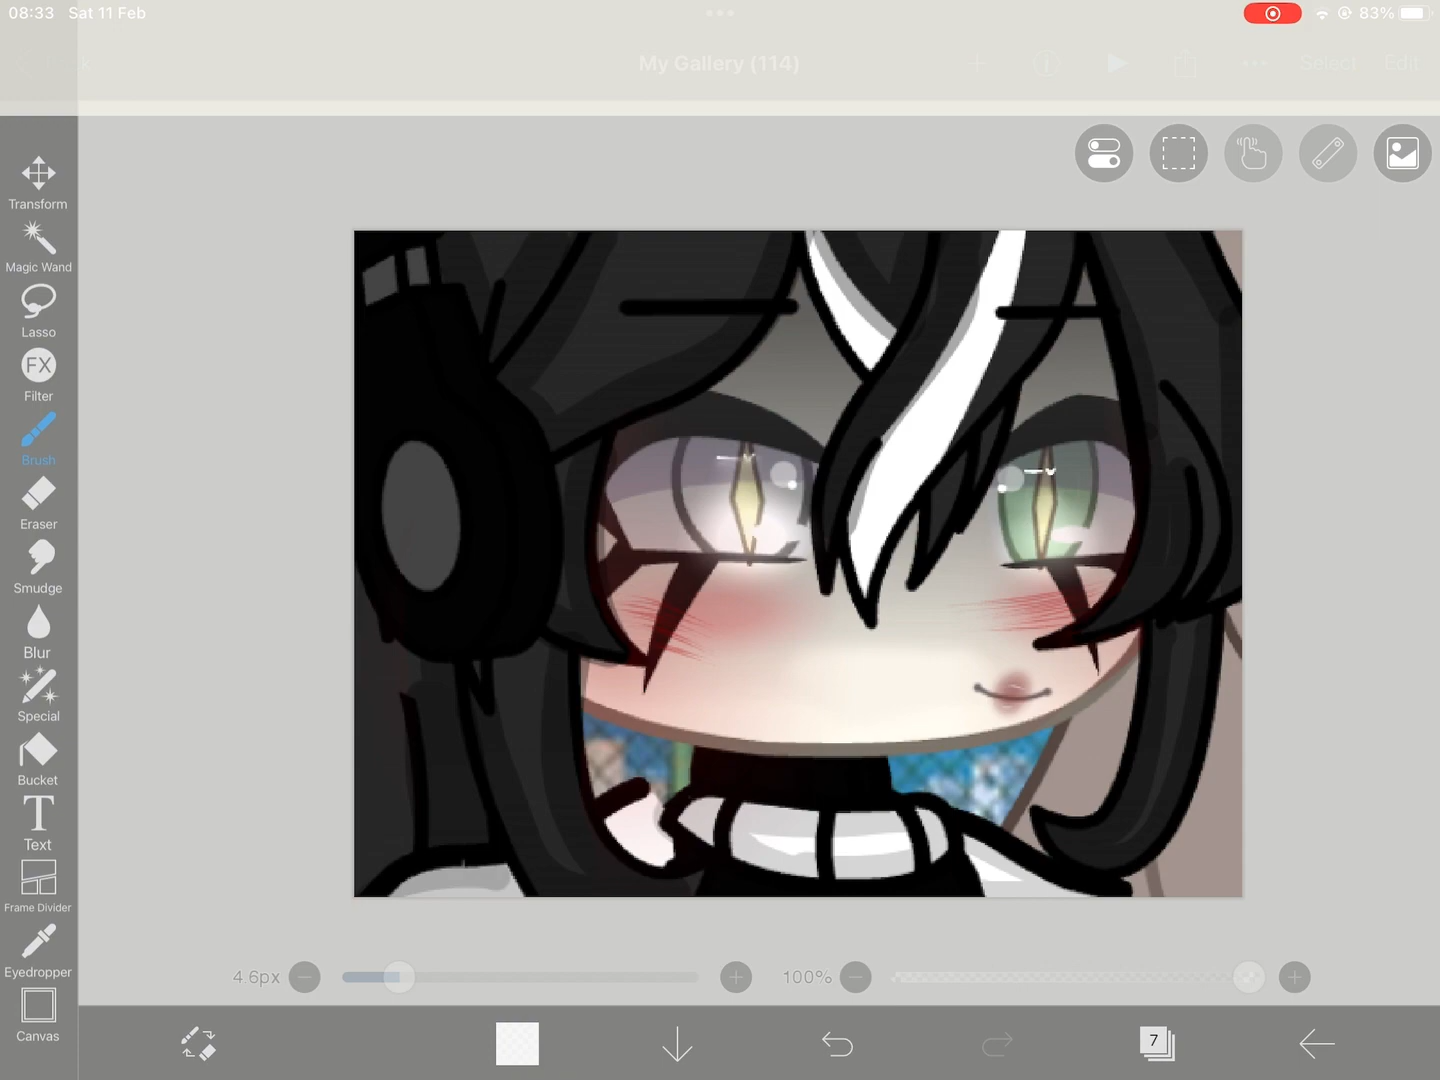 08:33 Sat 11 Feb
83%
My Gallery (114)
Select
Edit
Transform
Magic Wand
Lasso
FX
Filter
Brush
Eraser
Smudge
Blur
Special
Bucket
T
Text
Frame Divider
Eyedropper
Canvas
4.6px
100%
7